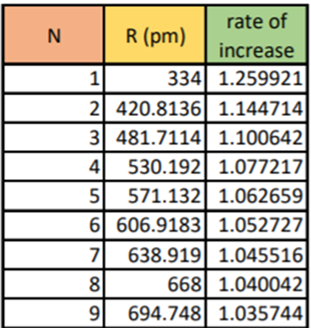 N R (pm) rate of increase
1 334 1.259921
2 420.8136 1.144714
3 481.7114 1.100642
4 530.192 1.077217
5 571.132 1.062659
6 606.9183 1.052727
7 638.919 1.045516
8 668 1.040042
9 694.748 1.035744